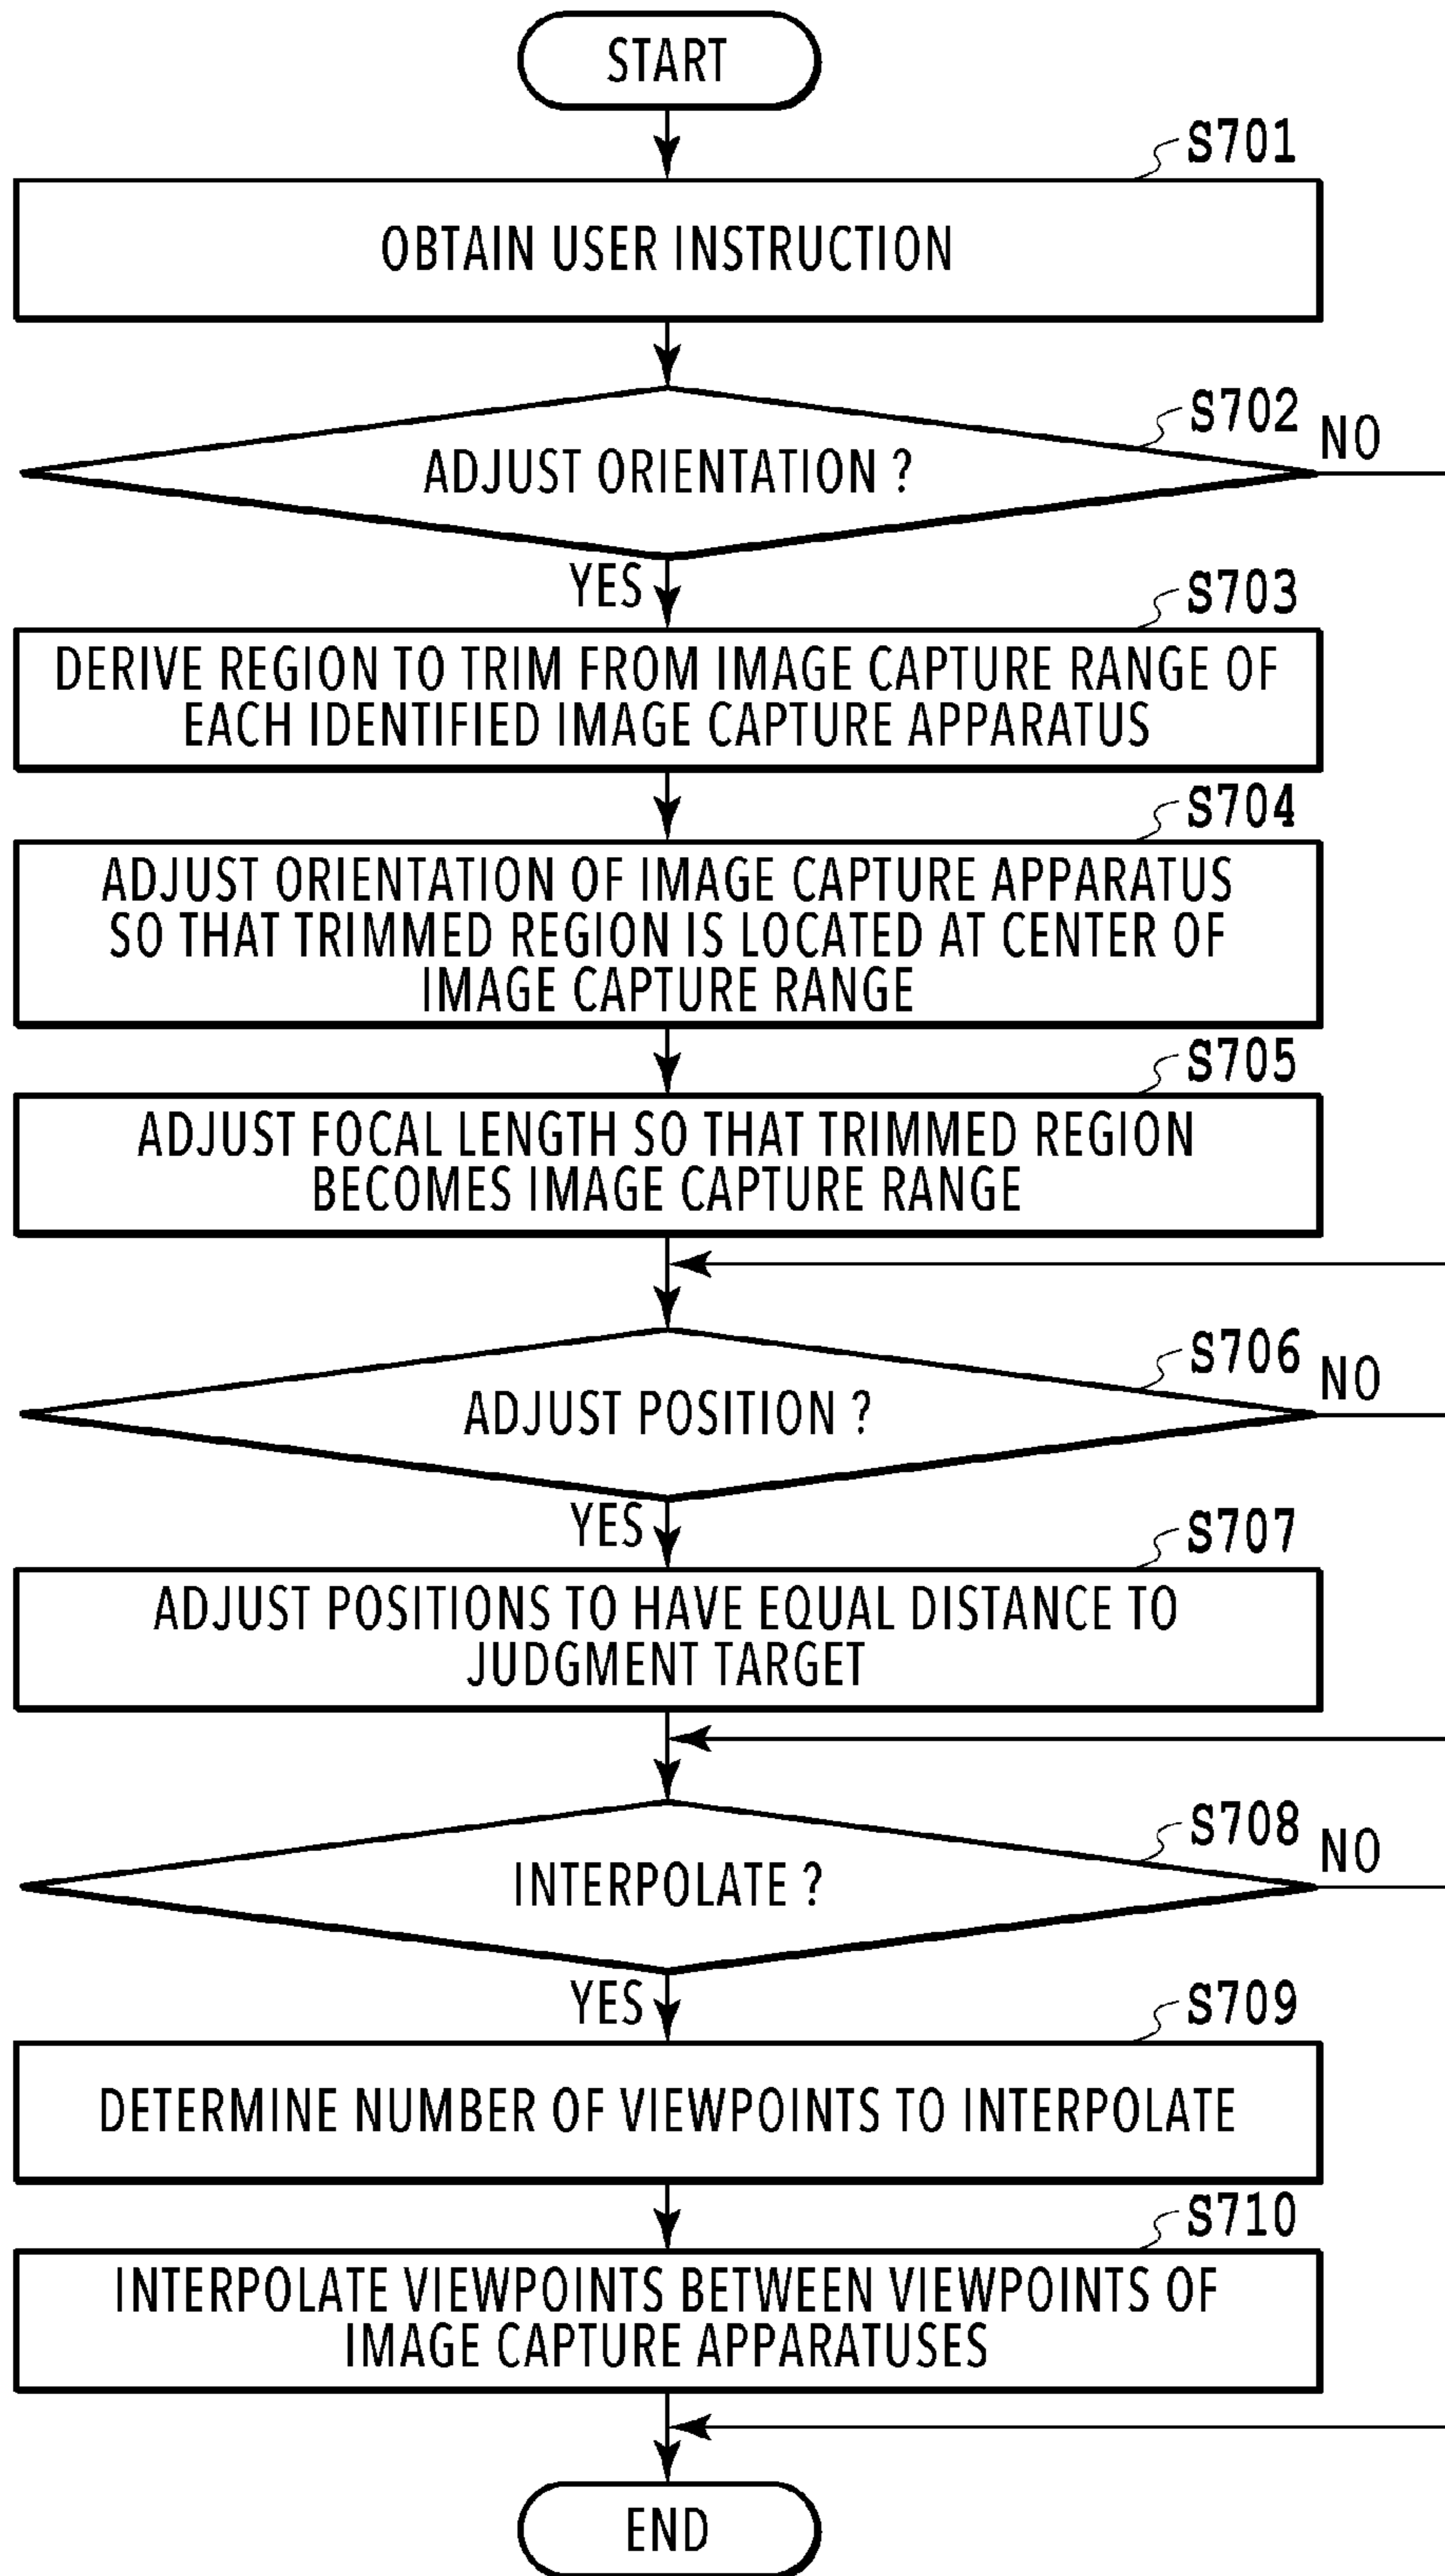 START
S701
OBTAIN USER INSTRUCTION
S702
NO
ADJUST ORIENTATION ?
YES
S703
DERIVE REGION TO TRIM FROM IMAGE CAPTURE RANGE OF
EACH IDENTIFIED IMAGE CAPTURE APPARATUS
S704
ADJUST ORIENTATION OF IMAGE CAPTURE APPARATUS
SO THAT TRIMMED REGION IS LOCATED AT CENTER OF
IMAGE CAPTURE RANGE
S705
ADJUST FOCAL LENGTH SO THAT TRIMMED REGION
BECOMES IMAGE CAPTURE RANGE
S706
NO
ADJUST POSITION ?
YES
S707
ADJUST POSITIONS TO HAVE EQUAL DISTANCE TO
JUDGMENT TARGET
S708
NO
INTERPOLATE ?
YES
S709
DETERMINE NUMBER OF VIEWPOINTS TO INTERPOLATE
S710
INTERPOLATE VIEWPOINTS BETWEEN VIEWPOINTS OF
IMAGE CAPTURE APPARATUSES
END